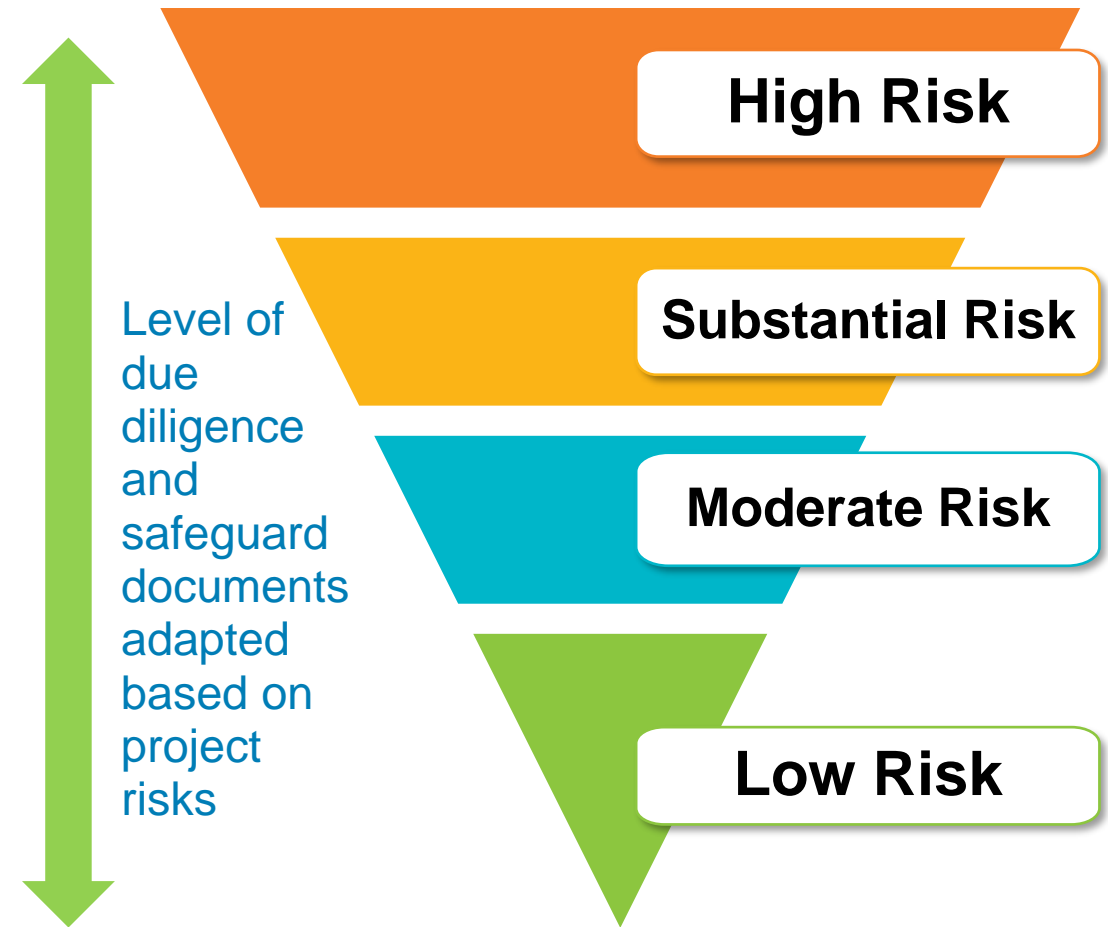 High Risk
Substantial Risk
Level of
due
diligence
and
safeguard
documents
adapted
based on
project
risks
Moderate Risk
Low Risk